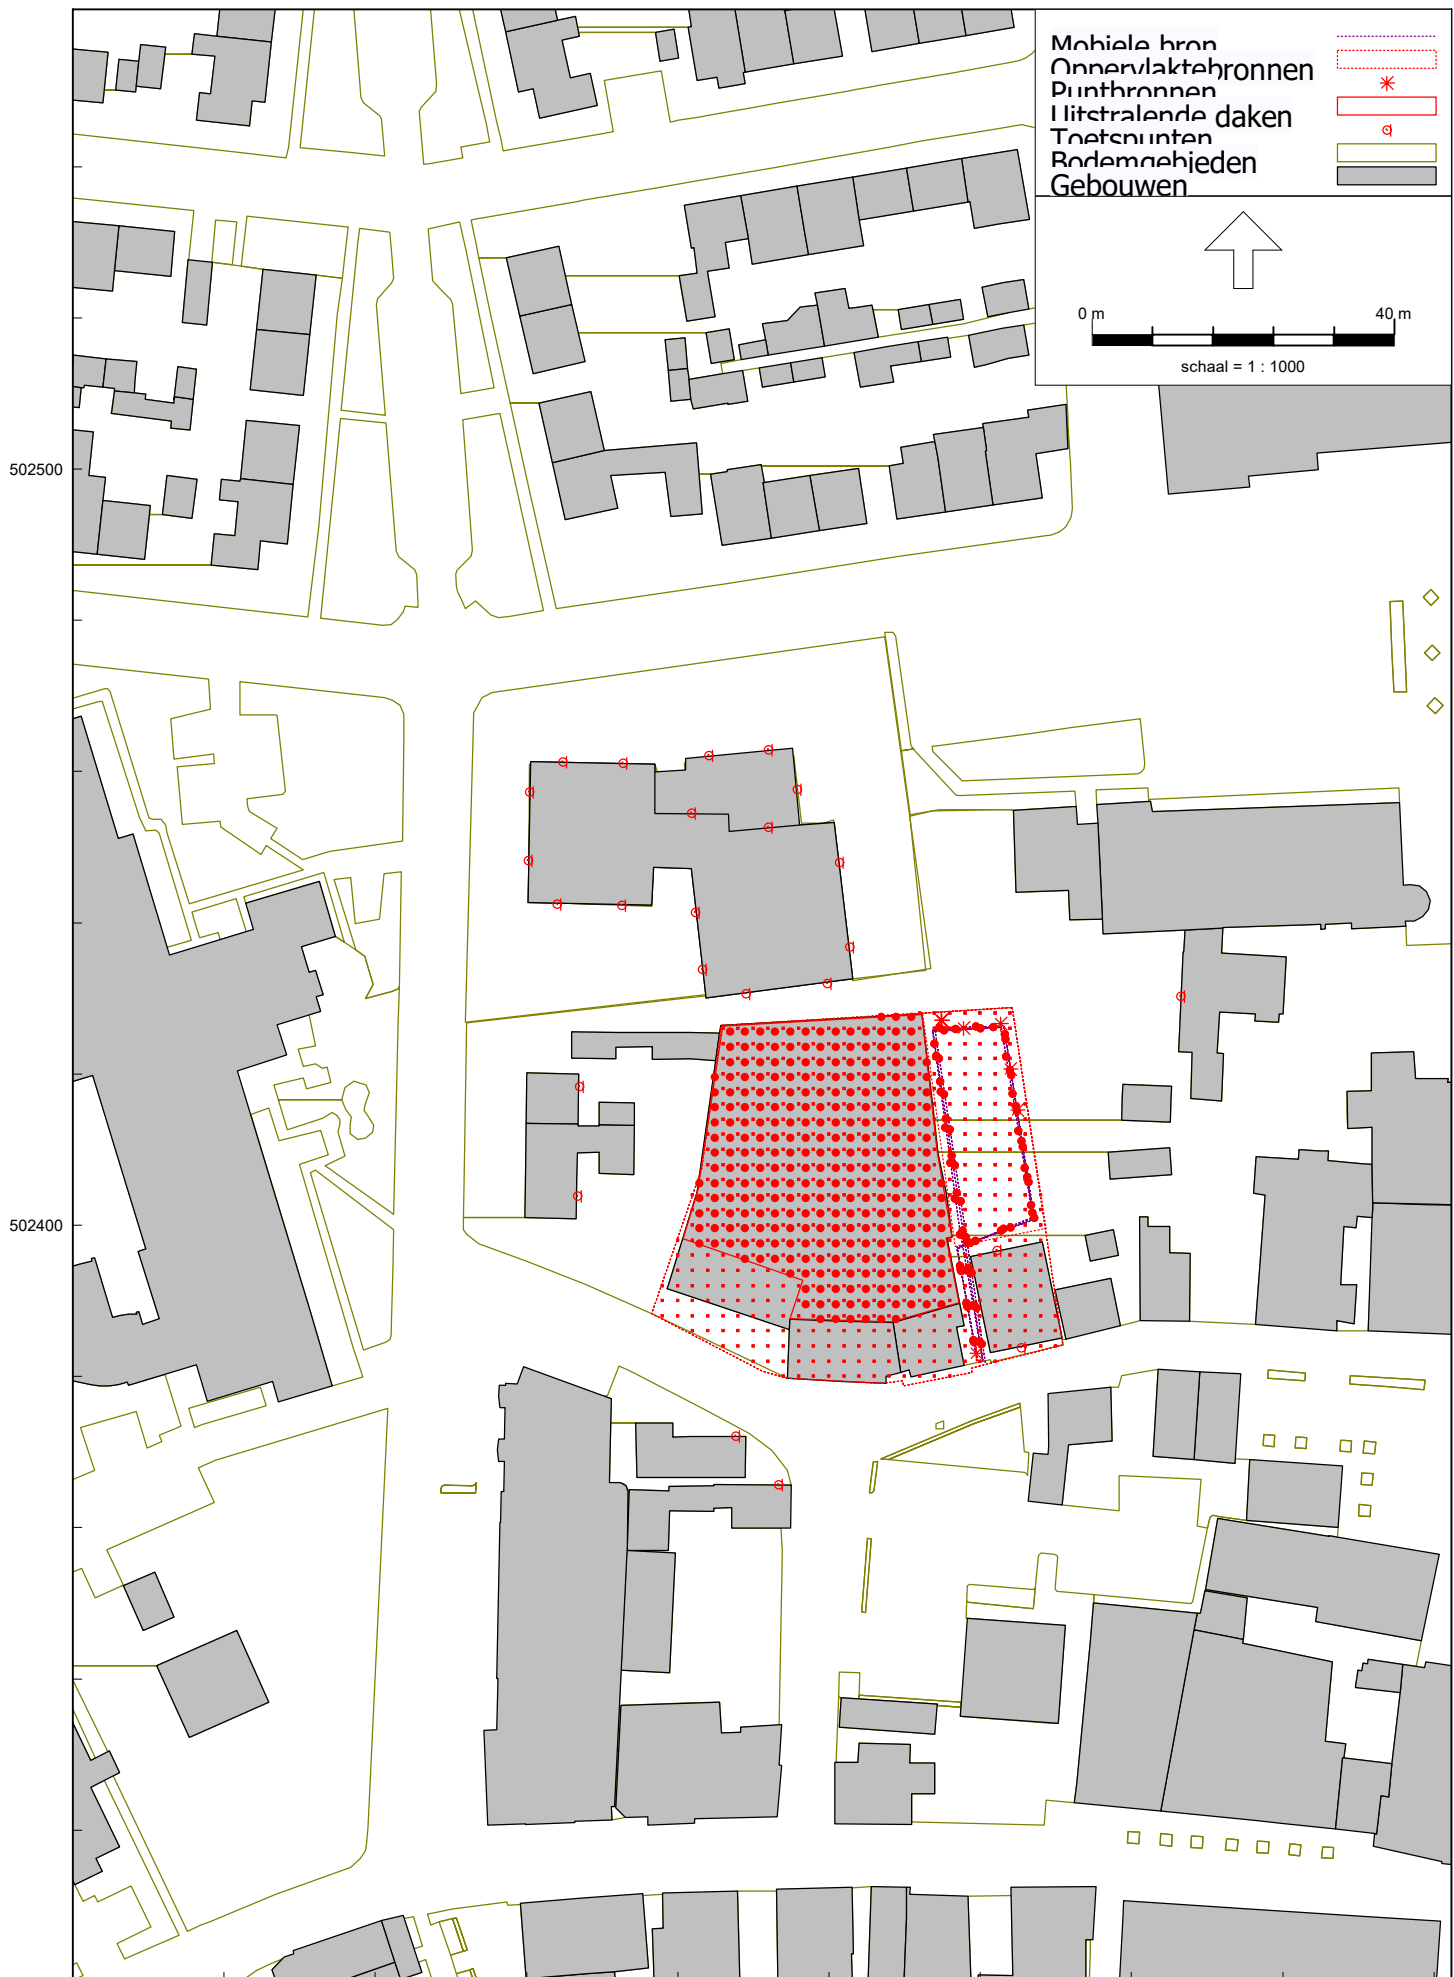 Mobiele bron
Oppervlaktebronnen
Puntbronnen
Uitstralende daken
Toetspunten
Bodemgebieden
Gebouwen
0 m 40 m
schaal = 1 : 1000
502500
502400